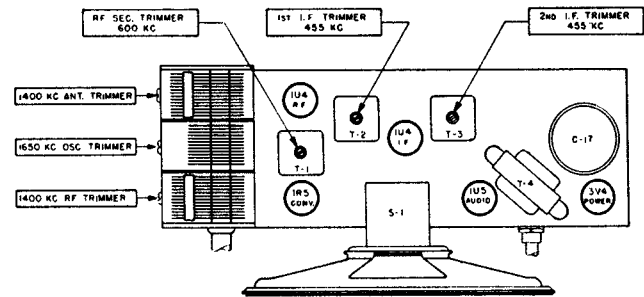 RF SEC. TRIMMER
600 KC
1ST I.F TRIMMER
455 KC
2ND I.F. TRIMMER
455 KC
1400 KC ANT. TRIMMER
1650 KC OSC TRIMMER
1400 KC RF TRIMMER
1U4
R.F
T-2
1U4
I.F
T-3
C-17
T-1
1R5
CONV.
S-1
1U5
AUDIO
T-4
3V4
POWER